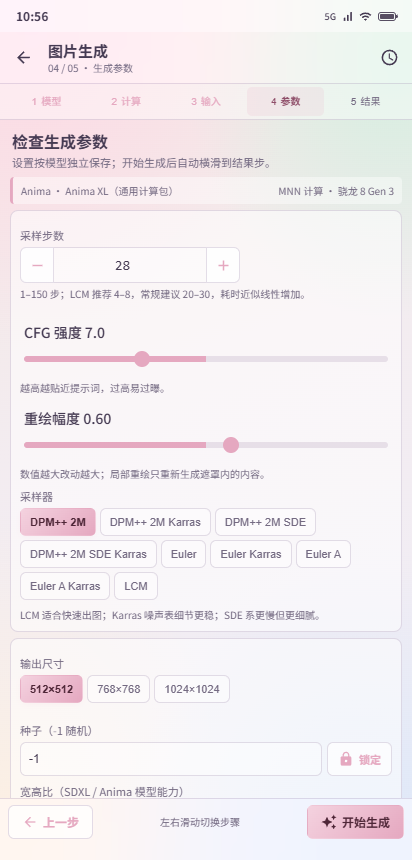 10:56
5G
图片生成
04 / 05 · 生成参数
1 模型
2 计算
3 输入
4 参数
5 结果
检查生成参数
设置按模型独立保存；开始生成后自动横滑到结果步。
Anima · Anima XL（通用计算包）
MNN 计算 · 骁龙 8 Gen 3
采样步数
28
1–150 步；LCM 推荐 4–8，常规建议 20–30，耗时近似线性增加。
CFG 强度 7.0
越高越贴近提示词，过高易过曝。
重绘幅度 0.60
数值越大改动越大；局部重绘只重新生成遮罩内的内容。
采样器
DPM++ 2M
DPM++ 2M Karras
DPM++ 2M SDE
DPM++ 2M SDE Karras
Euler
Euler Karras
Euler A
Euler A Karras
LCM
LCM 适合快速出图；Karras 噪声表细节更稳；SDE 系更慢但更细腻。
输出尺寸
512×512
768×768
1024×1024
种子（-1 随机）
-1
锁定
宽高比（SDXL / Anima 模型能力）
上一步
左右滑动切换步骤
开始生成